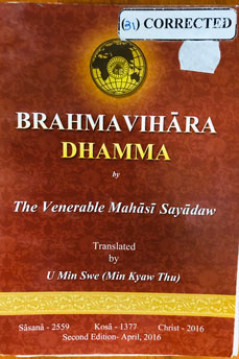 (31) CORRECTED
BRAHMAVIHĀRA
DHAMMA
by
The Venerable Mahāsī Sayādaw
Translated
by
U Min Swe (Min Kyaw Thu)
Sāsanā - 2559 Kosā - 1377 Christ - 2016
Second Edition- April, 2016